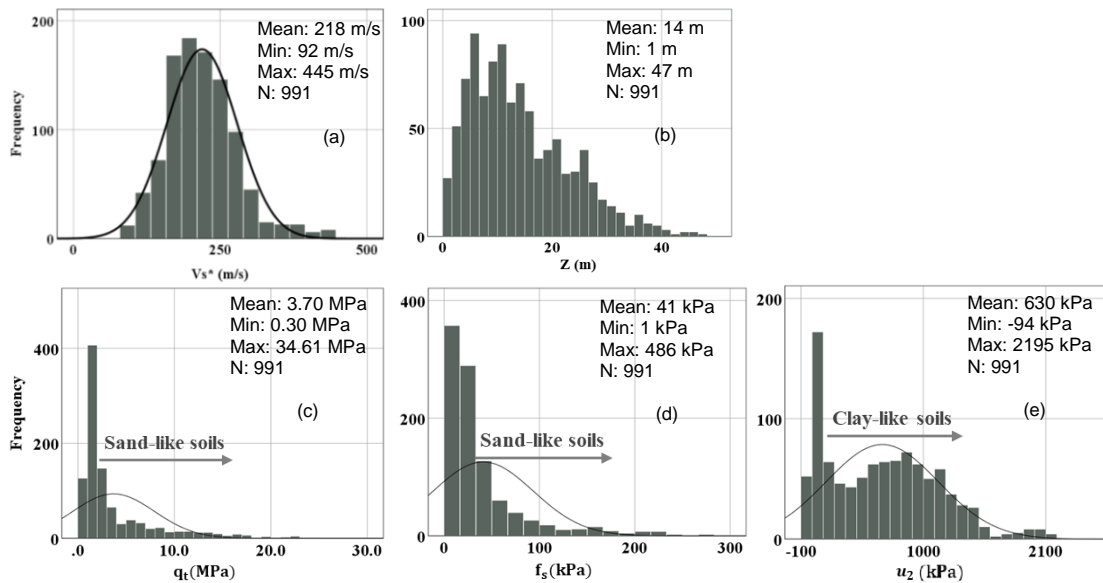 200
100
0
Frequency
Mean: 218 m/s
Min: 92 m/s
Max: 445 m/s
N: 991
(a)
0 250 500
Vs* (m/s)
100
50
0
Mean: 14 m
Min: 1 m
Max: 47 m
N: 991
(b)
0 20 40
Z (m)
400
200
0
Frequency
Mean: 3.70 MPa
Min: 0.30 MPa
Max: 34.61 MPa
N: 991
(c)
Sand-like soils
.0 10.0 20.0 30.0
qt(MPa)
400
200
0
Mean: 41 kPa
Min: 1 kPa
Max: 486 kPa
N: 991
(d)
Sand-like soils
0 100 200 300
fs(kPa)
200
100
0
Mean: 630 kPa
Min: -94 kPa
Max: 2195 kPa
N: 991
(e)
Clay-like soils
-100 1000 2100
u2 (kPa)